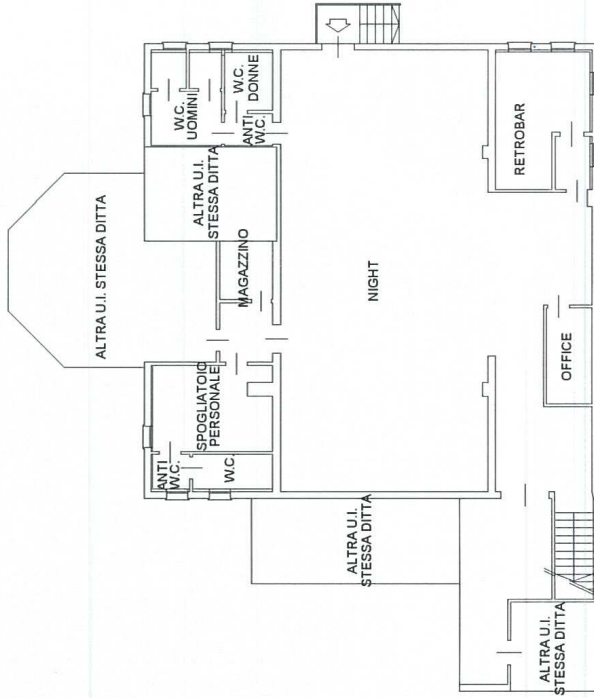 ALTRA U.I. STESSA DITTA
W.C.
UOMINI
W.C.
DONNE
ANTI
W.C.
ALTRA U.I.
STESSA DITTA
MAGAZZINO
SPOGLIATOIO
PERSONALE
ANTI
W.C.
W.C.
NIGHT
RETROBAR
OFFICE
ALTRA U.I.
STESSA DITTA
ALTRA U.I.
STESSA DITTA